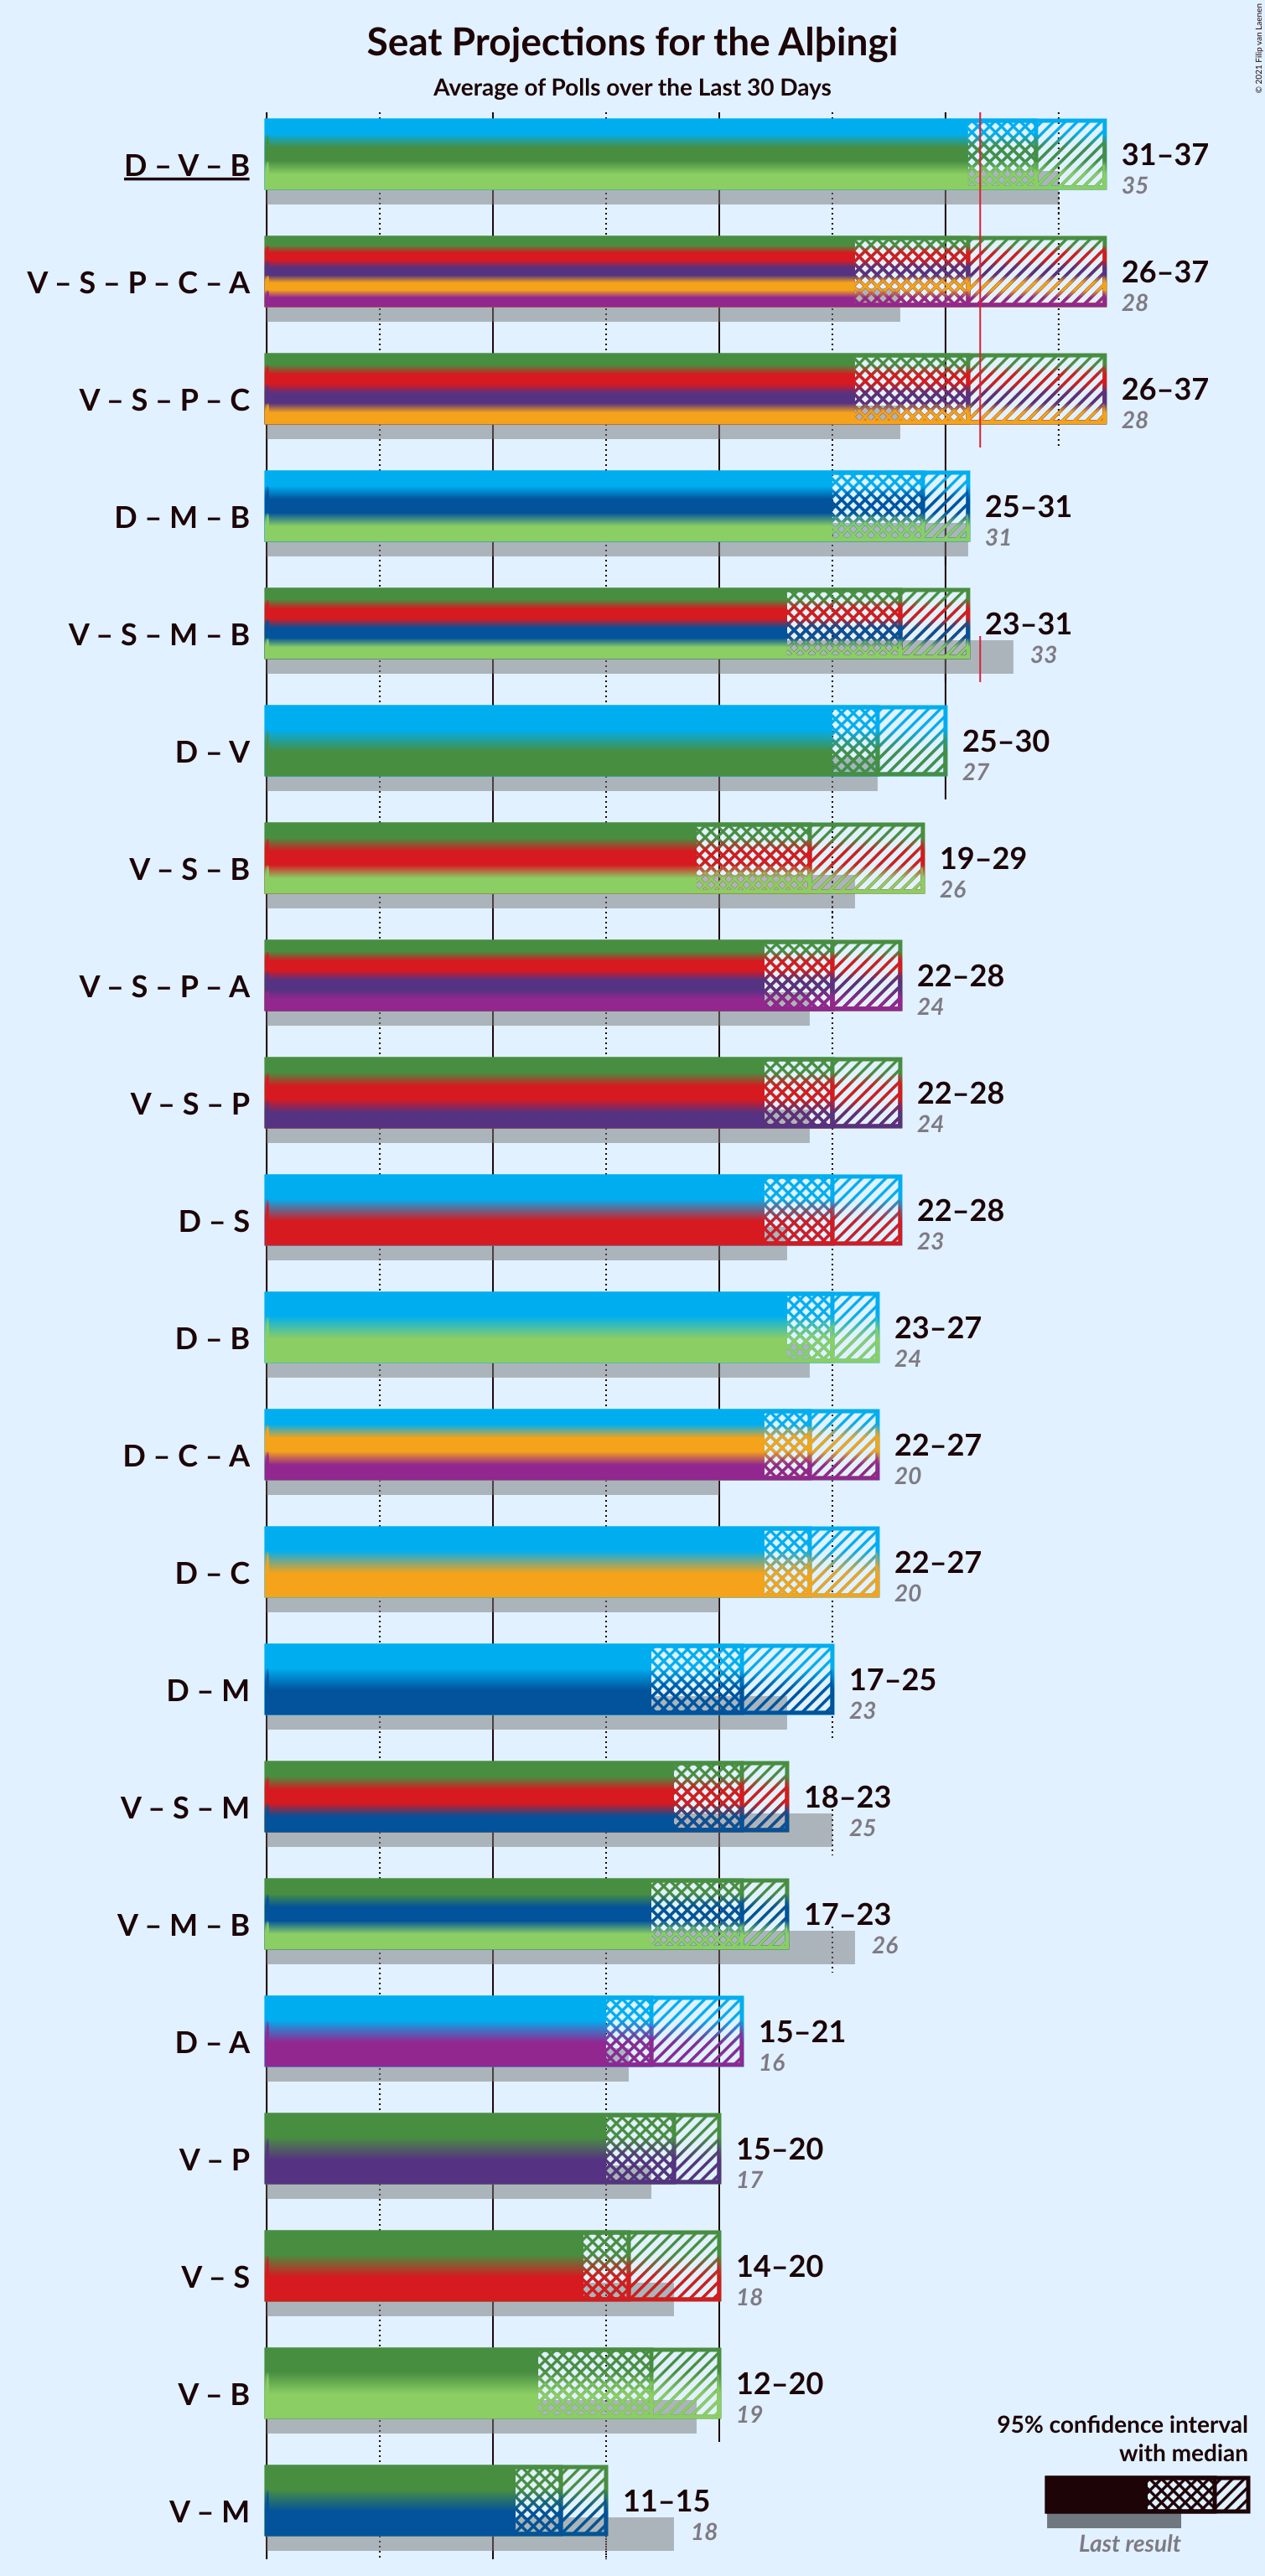 © 2021 Filip van Laenen
Seat Projections for the Alþingi
Average of Polls over the Last 30 Days
D – V – B
31–37
35
V – S – P – C – A
26–37
28
V – S – P – C
26–37
28
D – M – B
25–31
31
V – S – M – B
23–31
33
D – V
25–30
27
V – S – B
19–29
26
V – S – P – A
22–28
24
V – S – P
22–28
24
D – S
22–28
23
D – B
23–27
24
D – C – A
22–27
20
D – C
22–27
20
D – M
17–25
23
V – S – M
18–23
25
V – M – B
17–23
26
D – A
15–21
16
V – P
15–20
17
V – S
14–20
18
V – B
12–20
19
V – M
11–15
18
95% confidence interval
with median
Last result